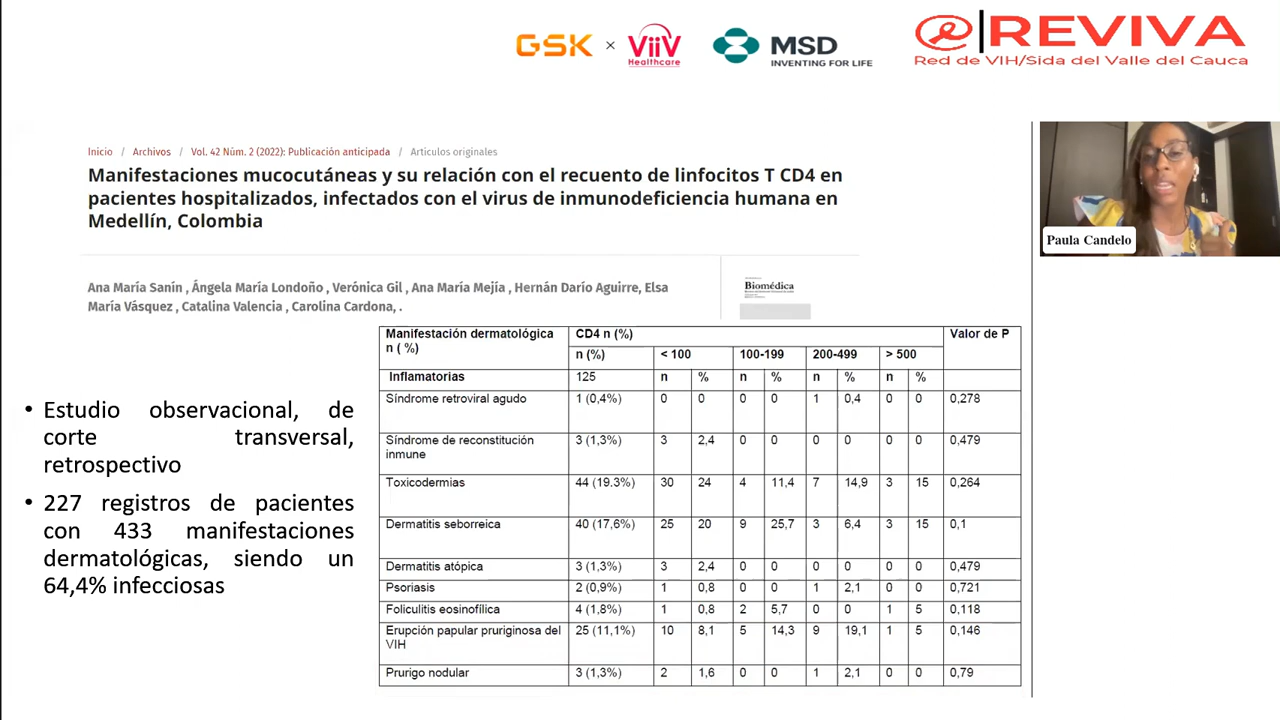 GSK × ViiV Healthcare MSD INVENTING FOR LIFE
REVIVA
Red de VIH/Sida del Valle del Cauca
Inicio / Archivos / Vol. 42 Núm. 2 (2022): Publicación anticipada / Artículos originales
Manifestaciones mucocutáneas y su relación con el recuento de linfocitos T CD4 en
pacientes hospitalizados, infectados con el virus de inmunodeficiencia humana en
Medellín, Colombia
Paula Candelo
Ana María Sanín , Ángela María Londoño , Verónica Gil , Ana María Mejía , Hernán Darío Aguirre, Elsa
María Vásquez , Catalina Valencia , Carolina Cardona, .
Biomédica
• Estudio observacional, de
corte transversal,
retrospectivo
• 227 registros de pacientes
con 433 manifestaciones
dermatológicas, siendo un
64,4% infecciosas
Manifestación dermatológica CD4 n (%) Valor de P
n ( %) n (%) < 100 100-199 200-499 > 500
Inflamatorias 125 n % n % n % n %
Síndrome retroviral agudo 1 (0,4%) 0 0 0 0 1 0,4 0 0 0,278
Síndrome de reconstitución 3 (1,3%) 3 2,4 0 0 0 0 0 0 0,479
inmune
Toxicodermias 44 (19.3%) 30 24 4 11,4 7 14,9 3 15 0,264
Dermatitis seborreica 40 (17,6%) 25 20 9 25,7 3 6,4 3 15 0,1
Dermatitis atópica 3 (1,3%) 3 2,4 0 0 0 0 0 0 0,479
Psoriasis 2 (0,9%) 1 0,8 0 0 1 2,1 0 0 0,721
Foliculitis eosinofílica 4 (1,8%) 1 0,8 2 5,7 0 0 1 5 0,118
Erupción papular pruriginosa del 25 (11,1%) 10 8,1 5 14,3 9 19,1 1 5 0,146
VIH
Prurigo nodular 3 (1,3%) 2 1,6 0 0 1 2,1 0 0 0,79